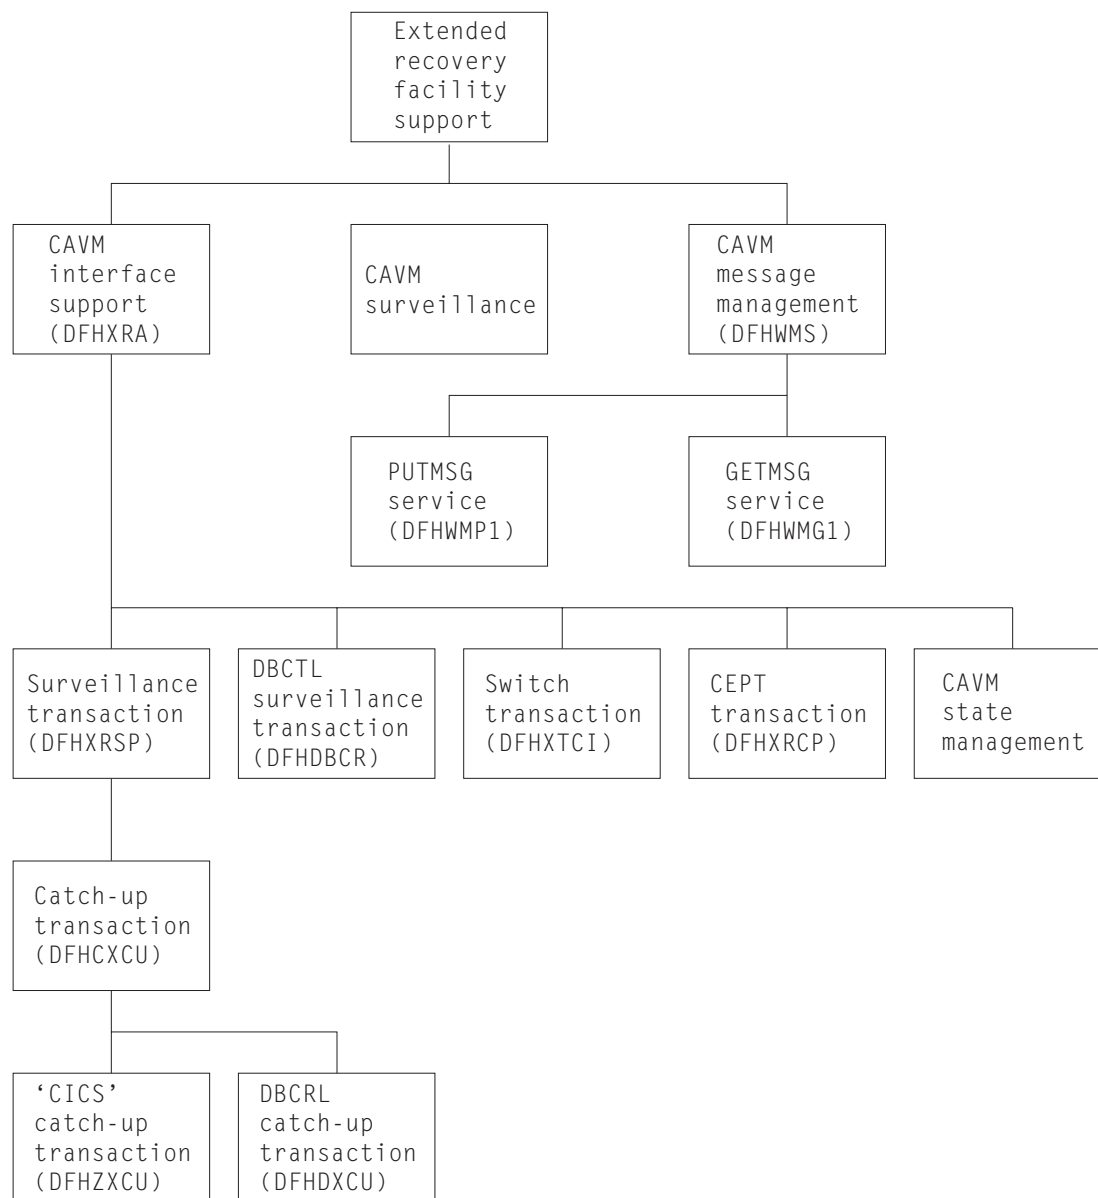 Extended
recovery
facility
support
CAVM
interface
support
(DFHXRA)
CAVM
surveillance
CAVM
message
management
(DFHWMS)
PUTMSG
service
(DFHWMP1)
GETMSG
service
(DFHWMG1)
Surveillance
transaction
(DFHXRSP)
DBCTL
surveillance
transaction
(DFHDBCR)
Switch
transaction
(DFHXTCI)
CEPT
transaction
(DFHXRCP)
CAVM
state
management
Catch-up
transaction
(DFHCXCU)
‘CICS’
catch-up
transaction
(DFHZXCU)
DBCRL
catch-up
transaction
(DFHDXCU)